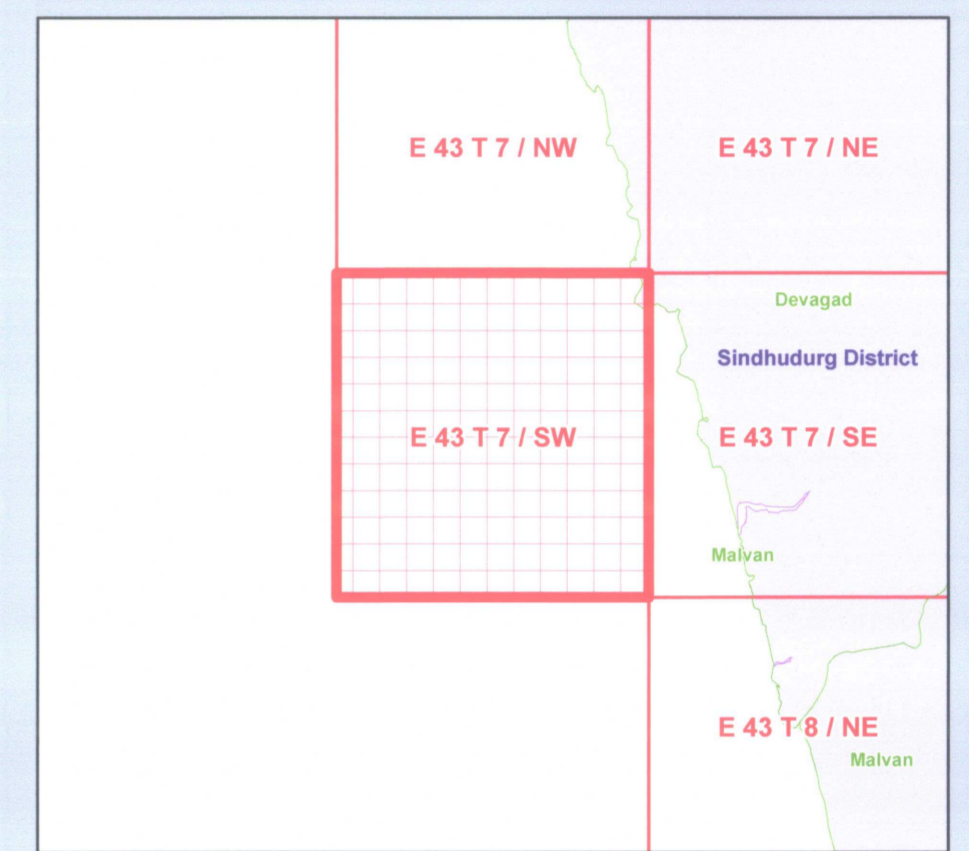 E 43 T 7 / NW
E 43 T 7 / NE
Devagad
Sindhudurg District
E 43 T 7 / SW
E 43 T 7 / SE
Malvan
E 43 T 8 / NE
Malvan